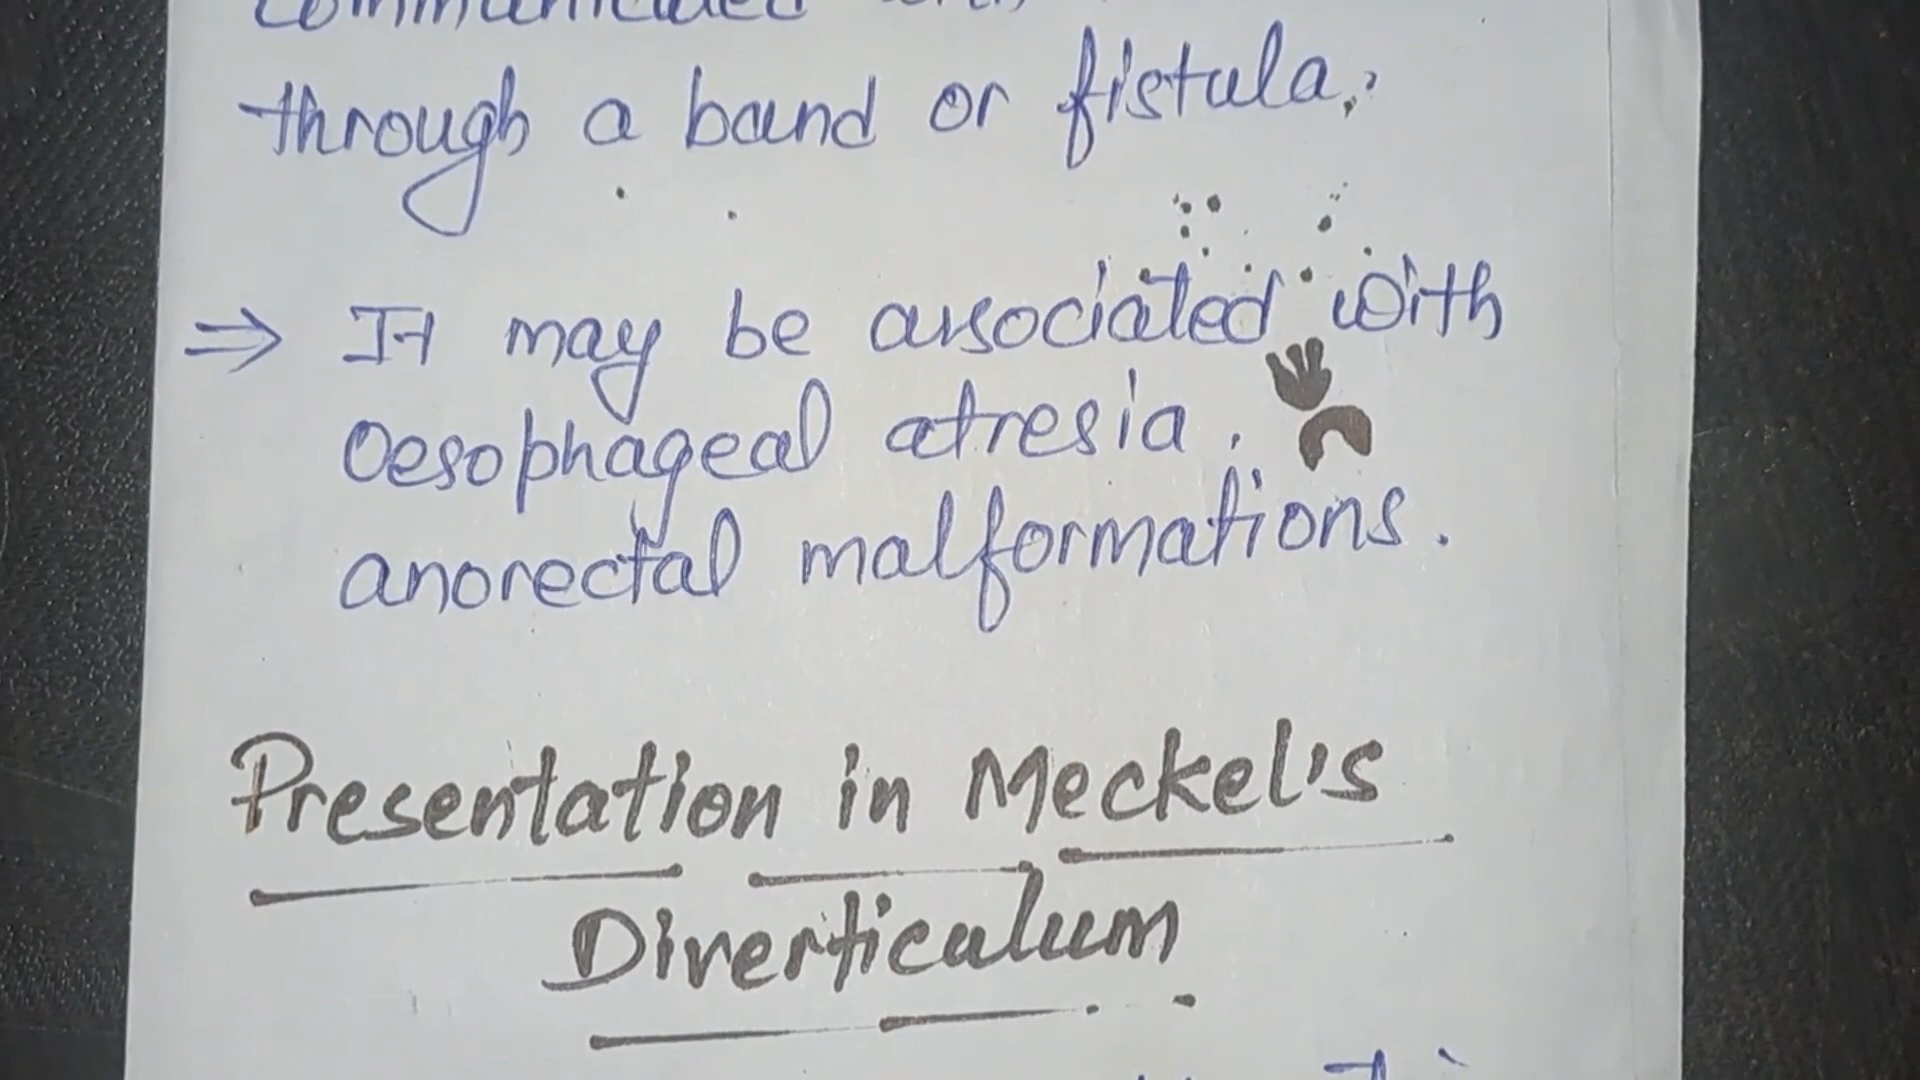 through a band or fistula.
⇒ It may be associated with
Oesophageal atresia,
anorectal malformations.
Presentation in Meckel's
Diverticulum